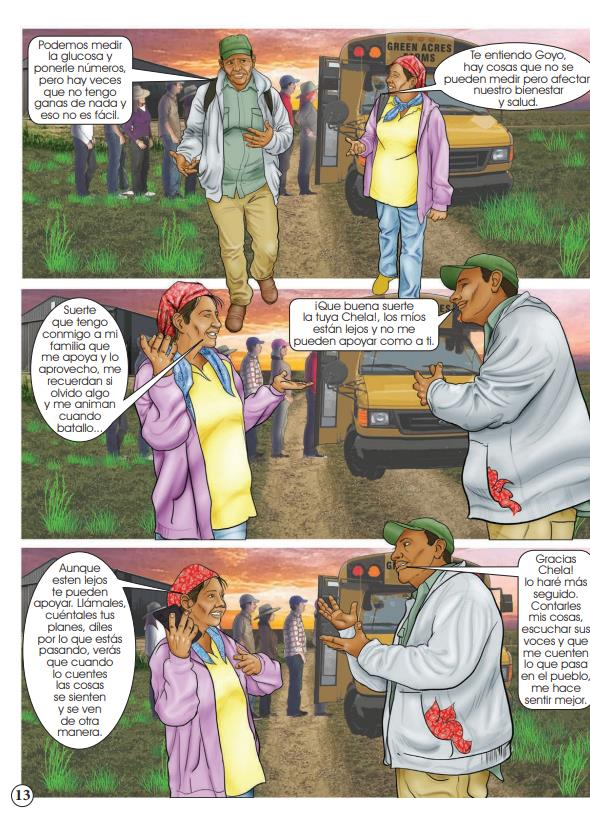 Podemos medir
la glucosa y
ponerle números,
pero hay veces
que no tengo
ganas de nada y
eso no es fácil.
GREEN ACRES
FARMS
Te entiendo Goyo,
hay cosas que no se
pueden medir pero afectan
nuestro bienestar
y salud.
Suerte
que tengo
conmigo a mi
familia que
me apoya y lo
aprovecho, me
recuerdan si
olvido algo
y me animan
cuando
batallo...
¡Que buena suerte
la tuya Chela!, los míos
están lejos y no me
pueden apoyar como a ti.
ES
Aunque
esten lejos
te pueden
apoyar. Llámales,
cuéntales tus
planes, díles
por lo que estás
pasando, verás
que cuando
lo cuentes
las cosas
se sienten
y se ven
de otra
manera.
G
Gracias
Chela!
lo haré más
seguido.
Contarles
mis cosas,
escuchar sus
voces y que
me cuenten
lo que pasa
en el pueblo,
me hace
sentir mejor.
13